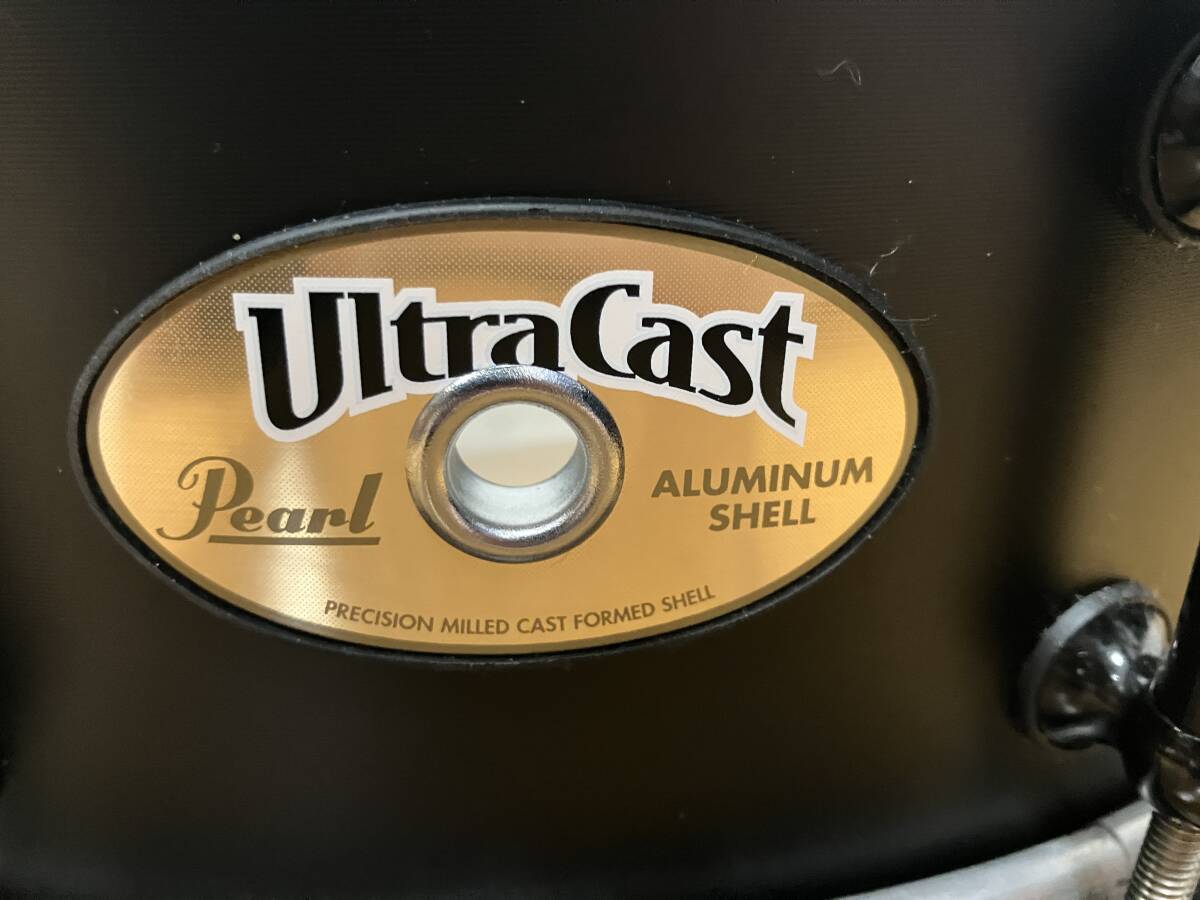 UltraCast
Pearl
ALUMINUM
SHELL
PRECISION MILLED CAST FORMED SHELL